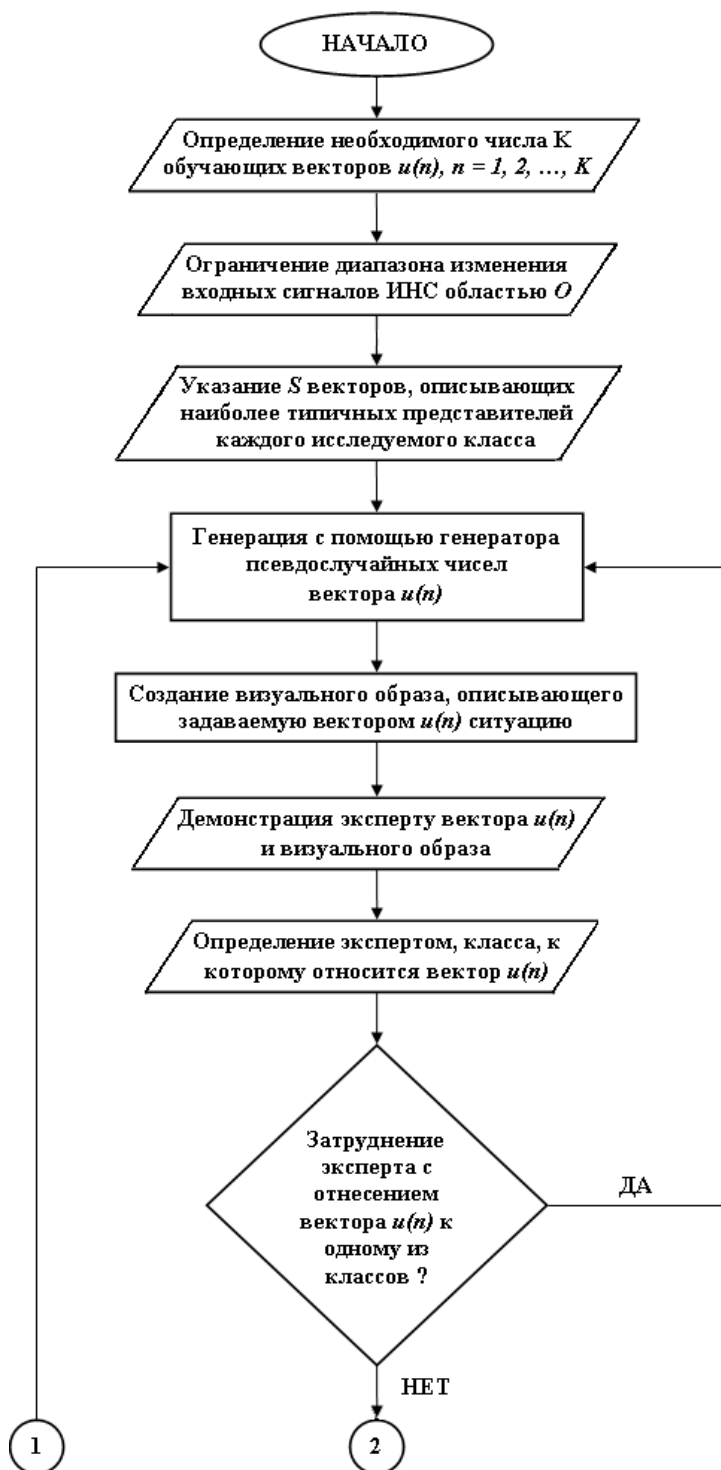 НАЧАЛО
Определение необходимого числа K
обучающих векторов u(n), n = 1, 2, ..., K
Ограничение диапазона изменения
входных сигналов ИНС областью O
Указание S векторов, описывающих
наиболее типичных представителей
каждого исследуемого класса
Генерация с помощью генератора
псевдослучайных чисел
вектора u(n)
Создание визуального образа, описывающего
задаваемую вектором u(n) ситуацию
Демонстрация эксперту вектора u(n)
и визуального образа
Определение экспертом, класса, к
которому относится вектор u(n)
Затруднение
эксперта с
отнесением
вектора u(n) к
одному из
классов ?
ДА
НЕТ
1
2